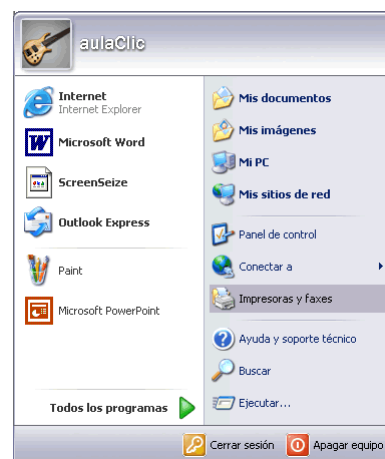 aulaClic
Internet
Internet Explorer
Microsoft Word
ScreenSeize
Outlook Express
Paint
Microsoft PowerPoint
Todos los programas
Mis documentos
Mis imágenes
Mi PC
Mis sitios de red
Panel de control
Conectar a
Impresoras y faxes
Ayuda y soporte técnico
Buscar
Ejecutar...
Cerrar sesión
Apagar equipo